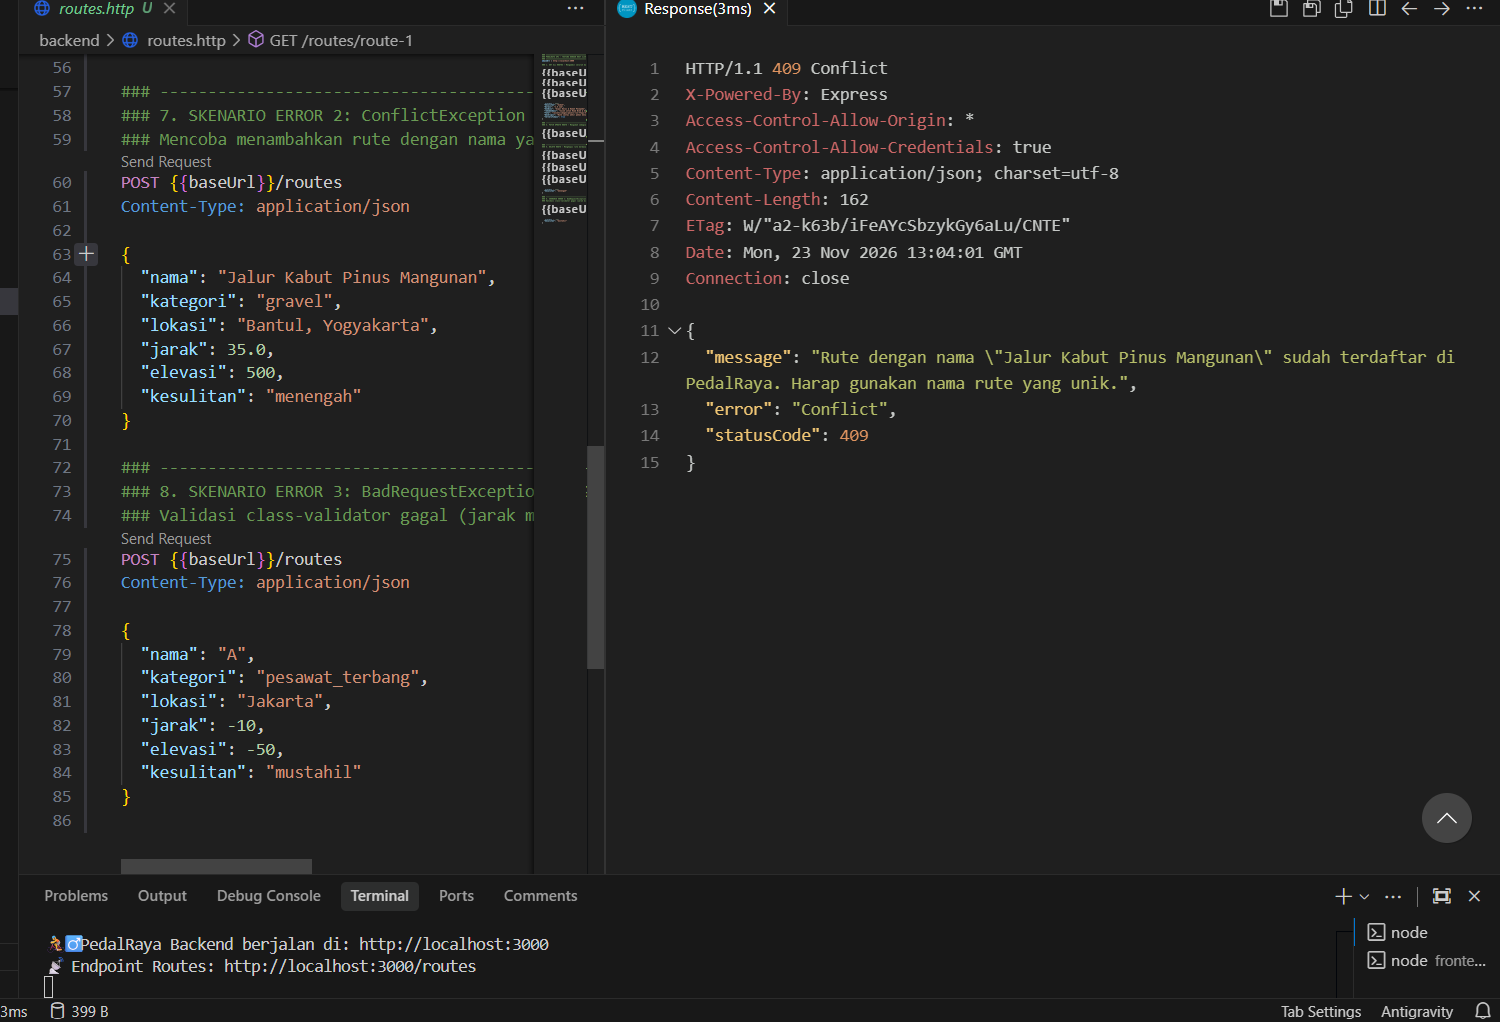 routes.http U
Response(3ms)
backend > routes.http > GET /routes/route-1
56
57 ### ---------------------------------------
58 ### 7. SKENARIO ERROR 2: ConflictException
59 ### Mencoba menambahkan rute dengan nama ya
Send Request
60 POST {{baseUrl}}/routes
61 Content-Type: application/json
62
63 {
64 "nama": "Jalur Kabut Pinus Mangunan",
65 "kategori": "gravel",
66 "lokasi": "Bantul, Yogyakarta",
67 "jarak": 35.0,
68 "elevasi": 500,
69 "kesulitan": "menengah"
70 }
71
72 ### ---------------------------------------
73 ### 8. SKENARIO ERROR 3: BadRequestExceptio
74 ### Validasi class-validator gagal (jarak m
Send Request
75 POST {{baseUrl}}/routes
76 Content-Type: application/json
77
78 {
79 "nama": "A",
80 "kategori": "pesawat_terbang",
81 "lokasi": "Jakarta",
82 "jarak": -10,
83 "elevasi": -50,
84 "kesulitan": "mustahil"
85 }
86
{{baseU
{{baseU
{{baseU
{{baseU
{{baseU
{{baseU
{{baseU
{{baseU
1 HTTP/1.1 409 Conflict
2 X-Powered-By: Express
3 Access-Control-Allow-Origin: *
4 Access-Control-Allow-Credentials: true
5 Content-Type: application/json; charset=utf-8
6 Content-Length: 162
7 ETag: W/"a2-k63b/iFeAYcSbzykGy6aLu/CNTE"
8 Date: Mon, 23 Nov 2026 13:04:01 GMT
9 Connection: close
10
11 {
12 "message": "Rute dengan nama \"Jalur Kabut Pinus Mangunan\" sudah terdaftar di
PedalRaya. Harap gunakan nama rute yang unik.",
13 "error": "Conflict",
14 "statusCode": 409
15 }
Problems Output Debug Console Terminal Ports Comments
PedalRaya Backend berjalan di: http://localhost:3000
Endpoint Routes: http://localhost:3000/routes
node
node fronte...
3ms 399 B Tab Settings Antigravity